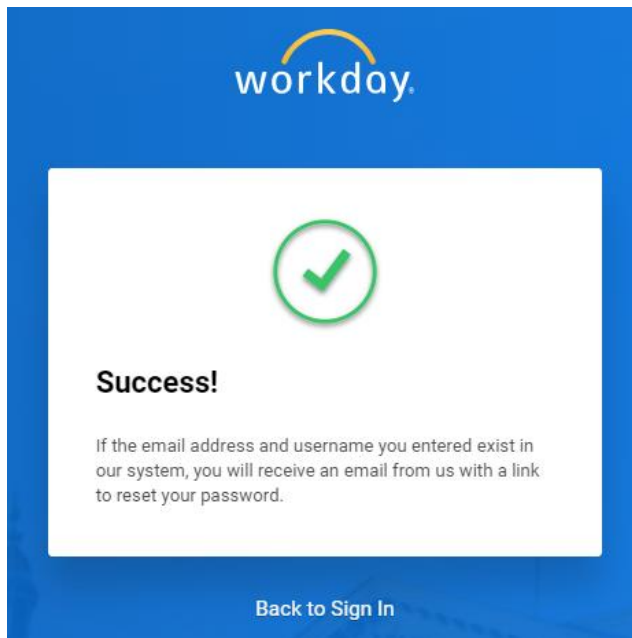 workday.
Success!
If the email address and username you entered exist in
our system, you will receive an email from us with a link
to reset your password.
Back to Sign In